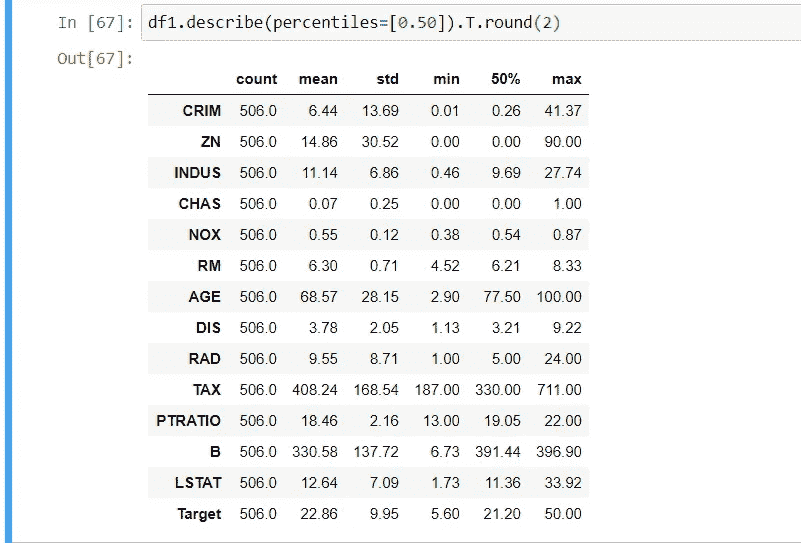 In [67]: df1.describe(percentiles=[0.50]).T.round(2)
Out[67]:
count mean std min 50% max
CRIM 506.0 6.44 13.69 0.01 0.26 41.37
ZN 506.0 14.86 30.52 0.00 0.00 90.00
INDUS 506.0 11.14 6.86 0.46 9.69 27.74
CHAS 506.0 0.07 0.25 0.00 0.00 1.00
NOX 506.0 0.55 0.12 0.38 0.54 0.87
RM 506.0 6.30 0.71 4.52 6.21 8.33
AGE 506.0 68.57 28.15 2.90 77.50 100.00
DIS 506.0 3.78 2.05 1.13 3.21 9.22
RAD 506.0 9.55 8.71 1.00 5.00 24.00
TAX 506.0 408.24 168.54 187.00 330.00 711.00
PTRATIO 506.0 18.46 2.16 13.00 19.05 22.00
B 506.0 330.58 137.72 6.73 391.44 396.90
LSTAT 506.0 12.64 7.09 1.73 11.36 33.92
Target 506.0 22.86 9.95 5.60 21.20 50.00